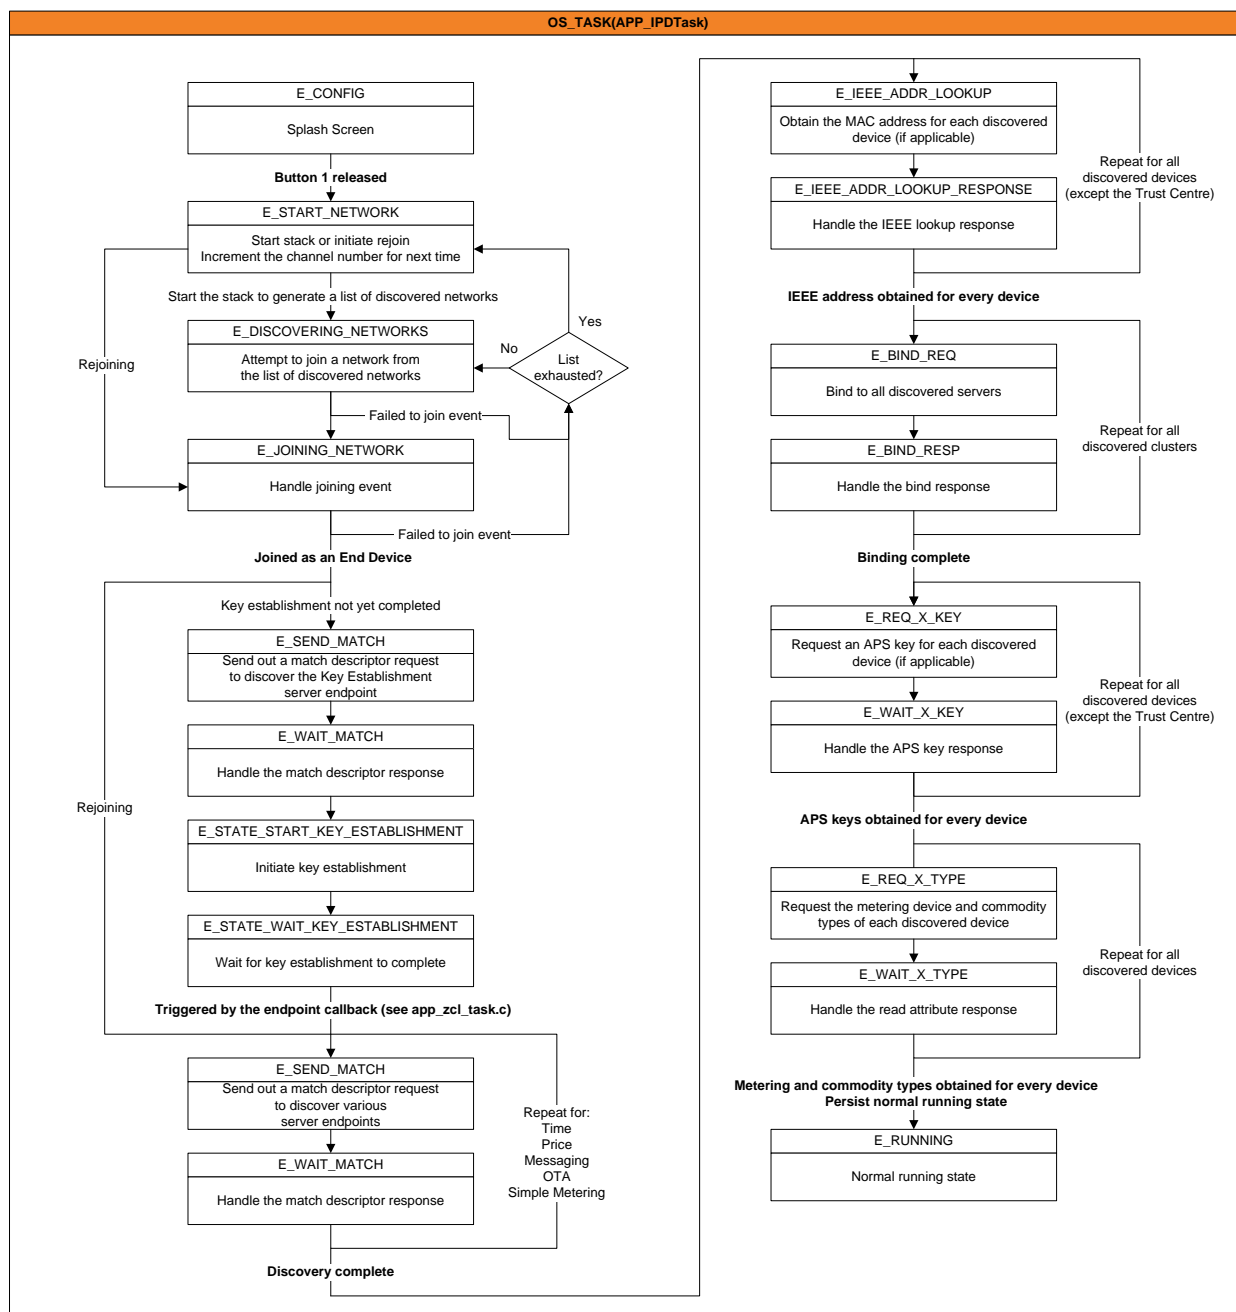 OS_TASK(APP_IPDTask)
E_CONFIG
Splash Screen
Button 1 released
E_START_NETWORK
Start stack or initiate rejoin
Increment the channel number for next time
Start the stack to generate a list of discovered networks
Yes
E_DISCOVERING_NETWORKS
No
Rejoining
Attempt to join a network from
the list of discovered networks
List
exhausted?
Failed to join event
E_JOINING_NETWORK
Handle joining event
Failed to join event
Joined as an End Device
Key establishment not yet completed
E_SEND_MATCH
Send out a match descriptor request
to discover the Key Establishment
server endpoint
E_WAIT_MATCH
Handle the match descriptor response
Rejoining
E_STATE_START_KEY_ESTABLISHMENT
Initiate key establishment
E_STATE_WAIT_KEY_ESTABLISHMENT
Wait for key establishment to complete
Triggered by the endpoint callback (see app_zcl_task.c)
E_SEND_MATCH
Send out a match descriptor request
to discover various
server endpoints
Repeat for:
Time
Price
Messaging
OTA
Simple Metering
E_WAIT_MATCH
Handle the match descriptor response
Discovery complete
E_IEEE_ADDR_LOOKUP
Obtain the MAC address for each discovered
device (if applicable)
Repeat for all
discovered devices
(except the Trust Centre)
E_IEEE_ADDR_LOOKUP_RESPONSE
Handle the IEEE lookup response
IEEE address obtained for every device
E_BIND_REQ
Bind to all discovered servers
Repeat for all
discovered clusters
E_BIND_RESP
Handle the bind response
Binding complete
E_REQ_X_KEY
Request an APS key for each discovered
device (if applicable)
Repeat for all
discovered devices
(except the Trust Centre)
E_WAIT_X_KEY
Handle the APS key response
APS keys obtained for every device
E_REQ_X_TYPE
Request the metering device and commodity
types of each discovered device
Repeat for all
discovered devices
E_WAIT_X_TYPE
Handle the read attribute response
Metering and commodity types obtained for every device
Persist normal running state
E_RUNNING
Normal running state